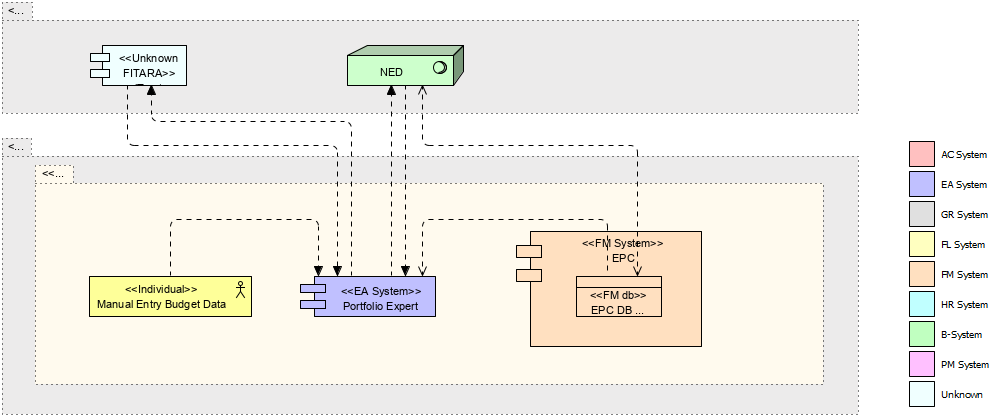 <...
<<Unknown
FITARA>>
NED
<...
<<...
<<Individual>>
Manual Entry Budget Data
<<EA System>>
Portfolio Expert
<<FM System>>
EPC
<<FM db>>
EPC DB ...
AC System
EA System
GR System
FL System
FM System
HR System
B-System
PM System
Unknown